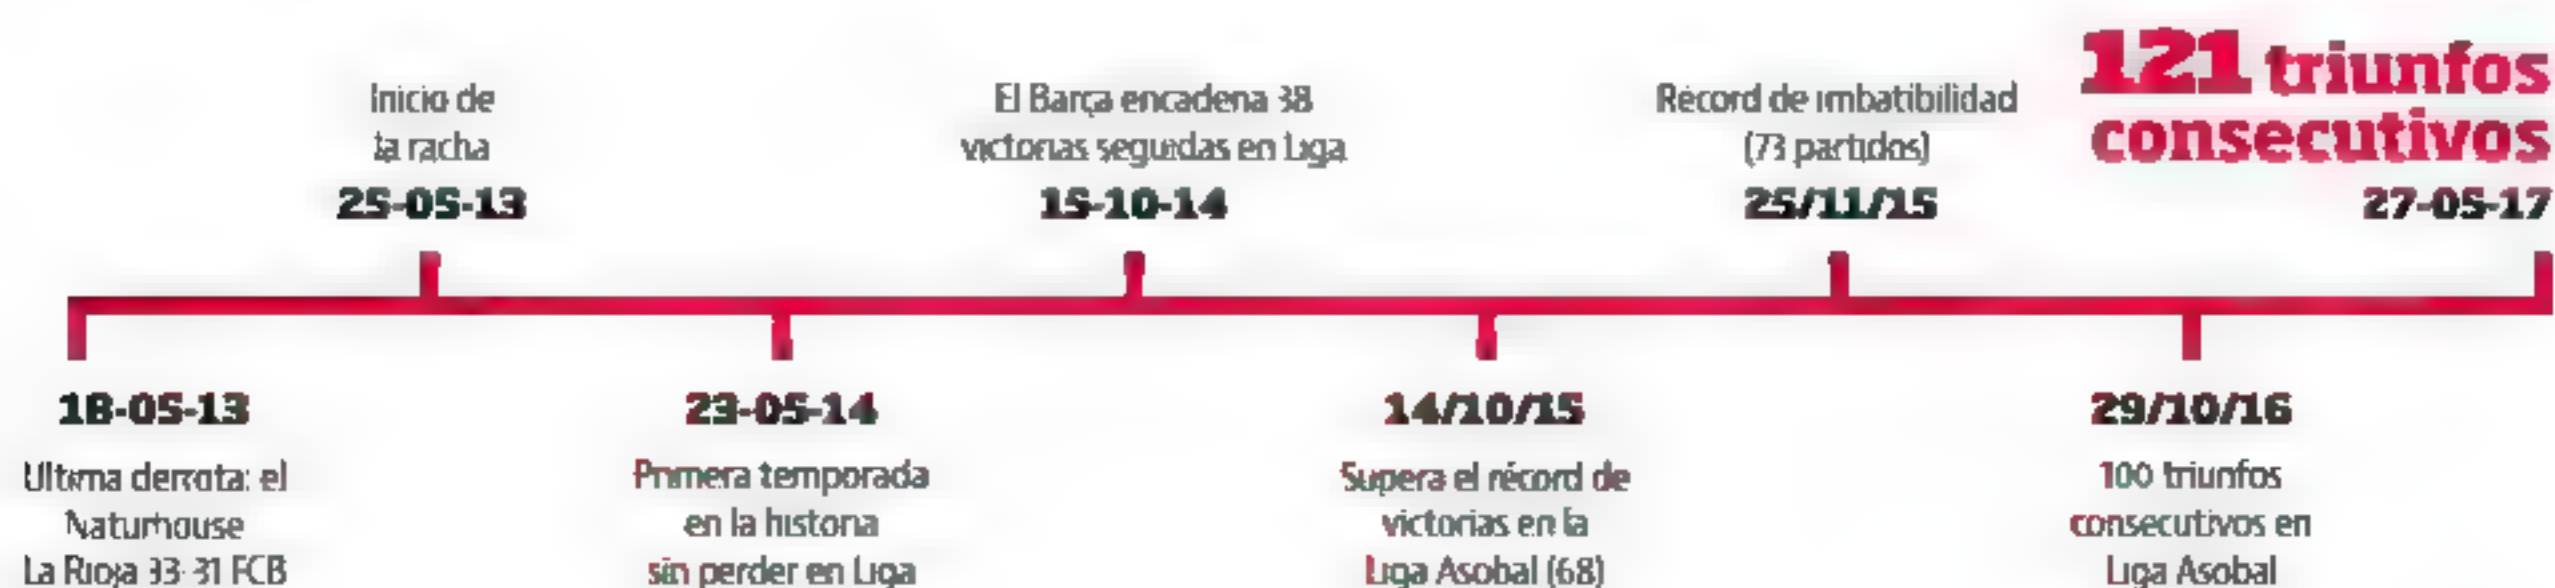 Inicio de
la racha
25-05-13
El Barça encadena 38
victorias seguidas en Liga
15-10-14
Récord de imbatibilidad
(73 partidos)
25/11/15
121 triunfos
consecutivos
27-05-17
18-05-13
Ultima derrota: el
Naturhouse
La Rioja 33-31 FCB
23-05-14
Primera temporada
en la historia
sin perder en Liga
14/10/15
Supera el récord de
victorias en la
Liga Asobal (68)
29/10/16
100 triunfos
consecutivos en
Liga Asobal